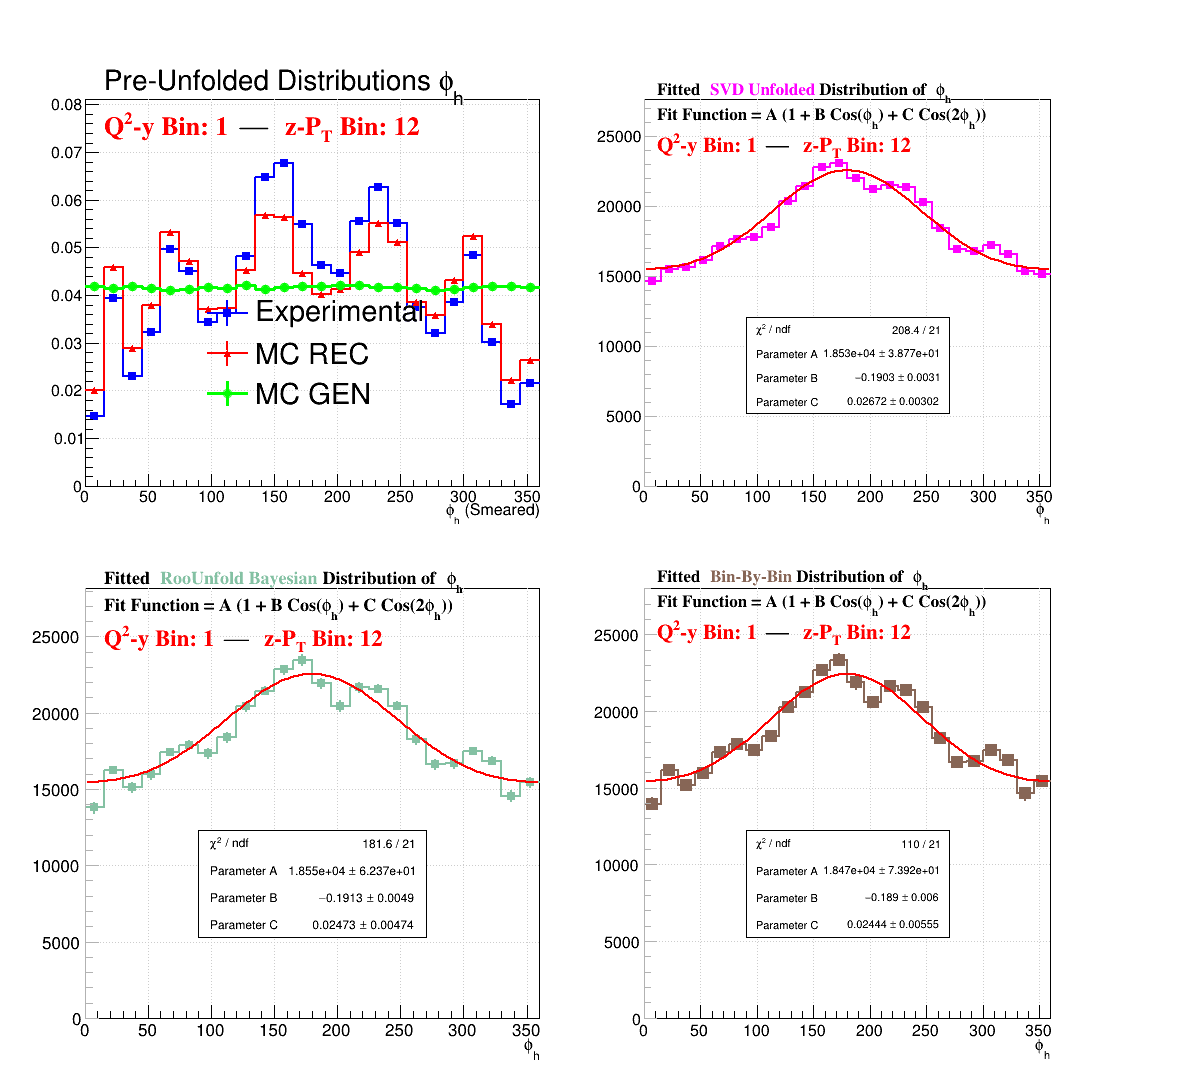 Pre-Unfolded Distributions ϕh
Q²-y Bin: 1 — z-PT Bin: 12
0.08
0.07
0.06
0.05
0.04
0.03
0.02
0.01
0
Experimental
MC REC
MC GEN
0 50 100 150 200 250 300 350
ϕh (Smeared)
Fitted SVD Unfolded Distribution of ϕh
Fit Function = A (1 + B Cos(ϕh) + C Cos(2ϕh))
Q²-y Bin: 1 — z-PT Bin: 12
25000
20000
15000
10000
5000
0
χ² / ndf 208.4 / 21
Parameter A 1.853e+04 ± 3.877e+01
Parameter B −0.1903 ± 0.0031
Parameter C 0.02672 ± 0.00302
0 50 100 150 200 250 300 350
ϕh
Fitted RooUnfold Bayesian Distribution of ϕh
Fit Function = A (1 + B Cos(ϕh) + C Cos(2ϕh))
Q²-y Bin: 1 — z-PT Bin: 12
25000
20000
15000
10000
5000
0
χ² / ndf 181.6 / 21
Parameter A 1.855e+04 ± 6.237e+01
Parameter B −0.1913 ± 0.0049
Parameter C 0.02473 ± 0.00474
0 50 100 150 200 250 300 350
ϕh
Fitted Bin-By-Bin Distribution of ϕh
Fit Function = A (1 + B Cos(ϕh) + C Cos(2ϕh))
Q²-y Bin: 1 — z-PT Bin: 12
25000
20000
15000
10000
5000
0
χ² / ndf 110 / 21
Parameter A 1.847e+04 ± 7.392e+01
Parameter B −0.189 ± 0.006
Parameter C 0.02444 ± 0.00555
0 50 100 150 200 250 300 350
ϕh